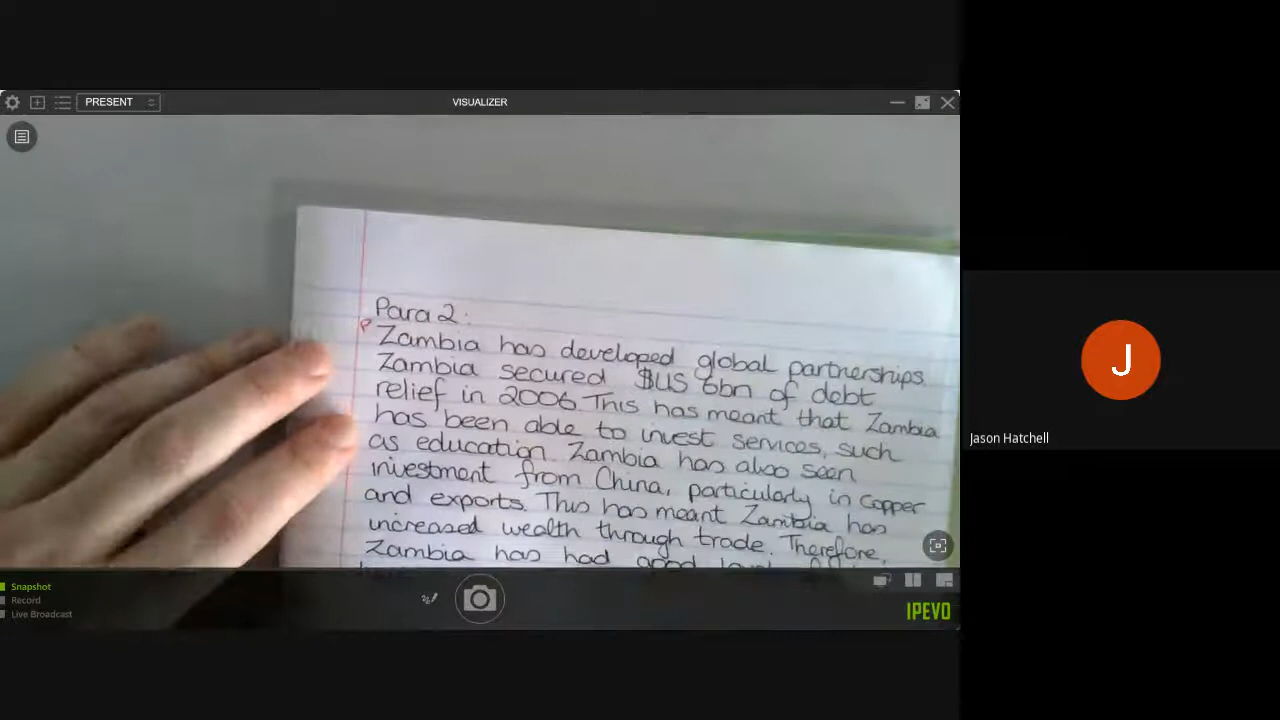 PRESENT
VISUALIZER
Para 2:
P
Zambia has developed global partnerships.
Zambia secured $US 6bn of debt
relief in 2006. This has meant that Zambia
has been able to invest services, such
as education. Zambia has also seen
investment from China, particularly in copper
and exports. This has meant Zambia has
increased wealth through trade. Therefore,
Zambia has had good
Snapshot
Record
Live Broadcast
IPEVO
J
Jason Hatchell